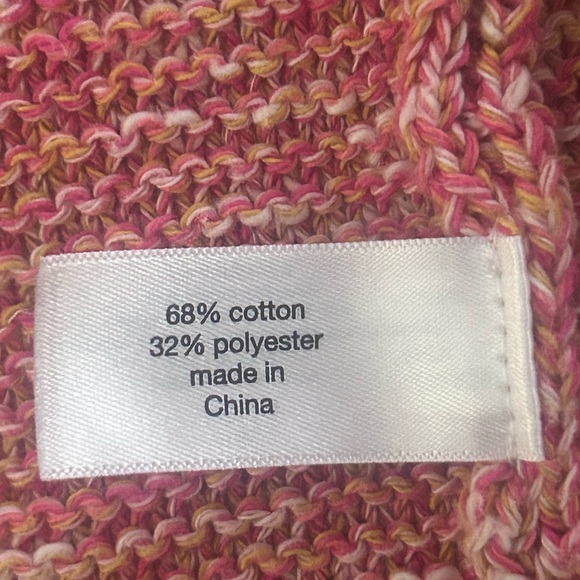 68% cotton
32% polyester
made in
China